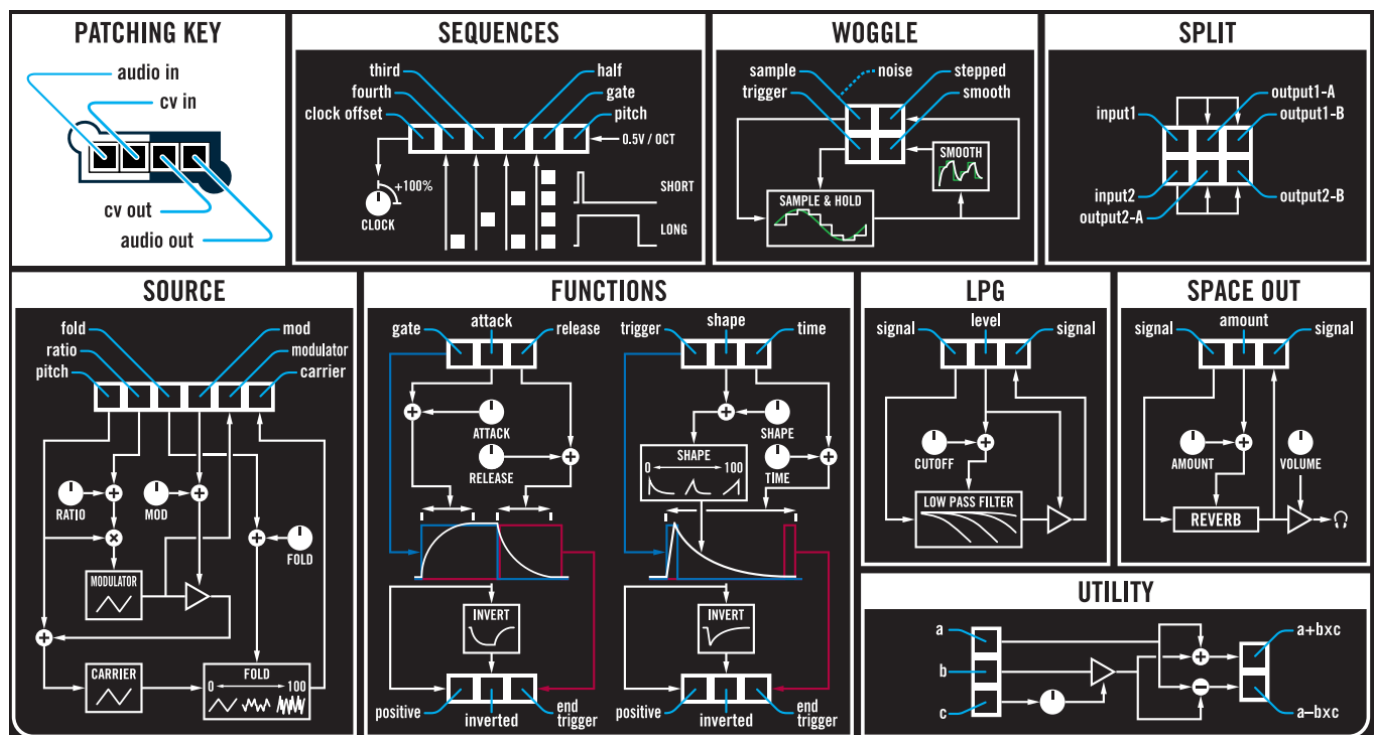 PATCHING KEY
audio in
cv in
cv out
audio out
SEQUENCES
third
half
fourth
gate
clock offset
pitch
0.5V / OCT
+100%
CLOCK
SHORT
LONG
WOGGLE
sample
noise
stepped
trigger
smooth
SMOOTH
SAMPLE & HOLD
SPLIT
output1-A
input1
output1-B
input2
output2-B
output2-A
SOURCE
fold
mod
ratio
modulator
pitch
carrier
RATIO
MOD
FOLD
MODULATOR
CARRIER
FOLD
0
100
FUNCTIONS
gate
attack
release
ATTACK
RELEASE
INVERT
positive
inverted
end
trigger
trigger
shape
time
SHAPE
SHAPE
0
100
TIME
INVERT
positive
inverted
end
trigger
LPG
signal
level
signal
CUTOFF
LOW PASS FILTER
SPACE OUT
signal
amount
signal
AMOUNT
VOLUME
REVERB
UTILITY
a
a+bxc
b
c
a–bxc